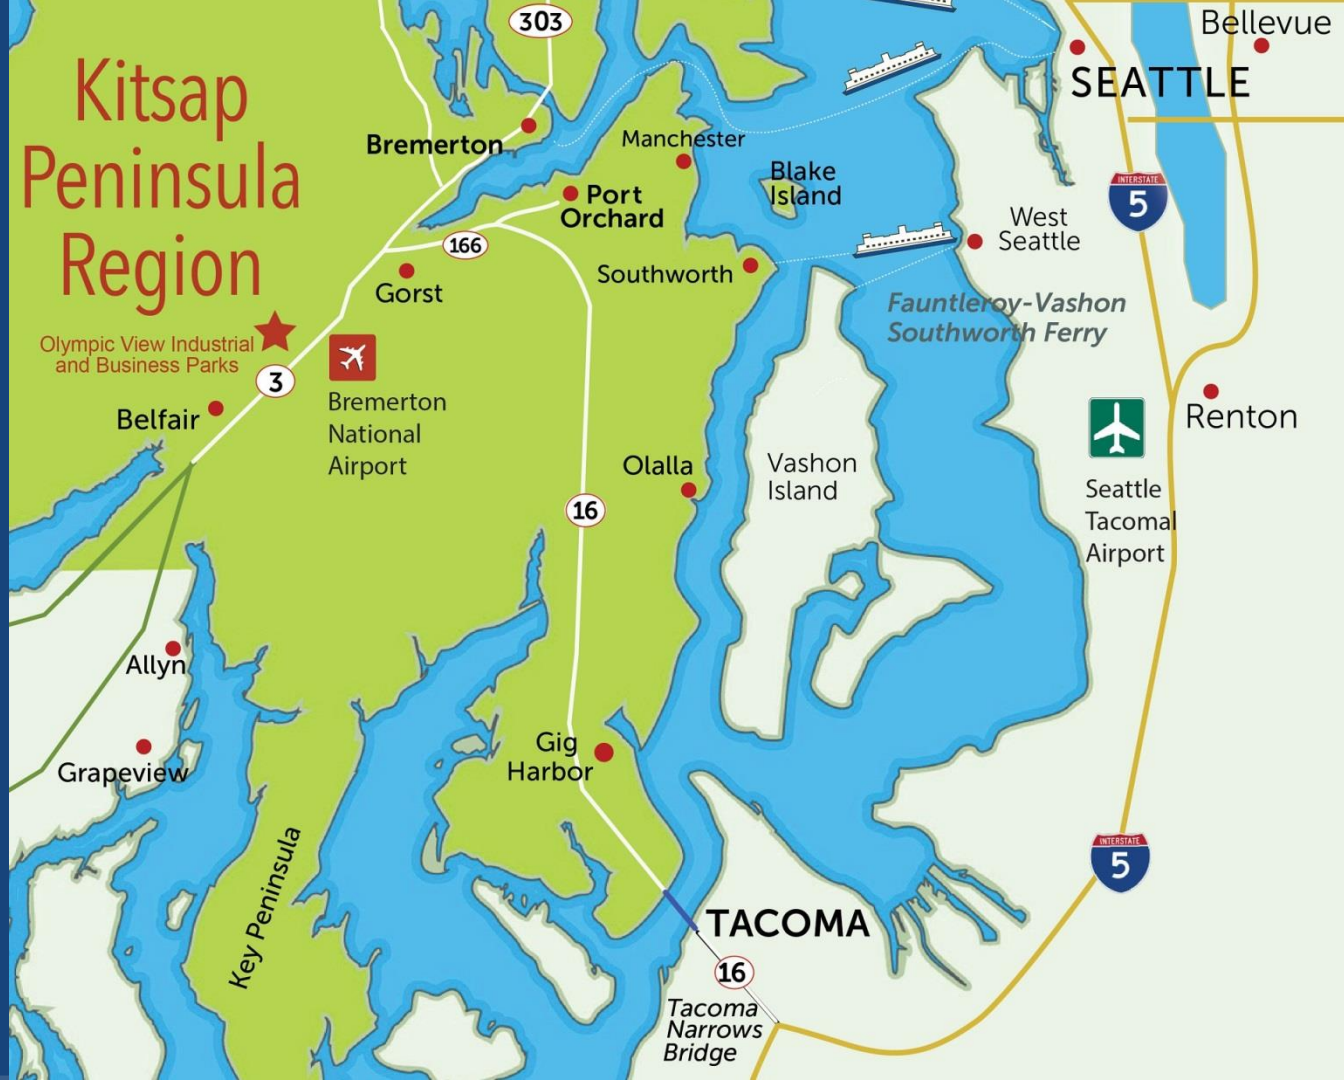 303
Bellevue
SEATTLE
Kitsap
Peninsula
Region
Bremerton
Manchester
Blake
Island
Port
Orchard
INTERSTATE
5
West
Seattle
166
Gorst
Southworth
Fauntleroy-Vashon
Southworth Ferry
Olympic View Industrial
and Business Parks
3
Bremerton
National
Airport
Belfair
Renton
Olalla
Vashon
Island
Seattle
Tacomal
Airport
16
Allyn
Grapeview
Gig
Harbor
Key Peninsula
INTERSTATE
5
TACOMA
16
Tacoma
Narrows
Bridge